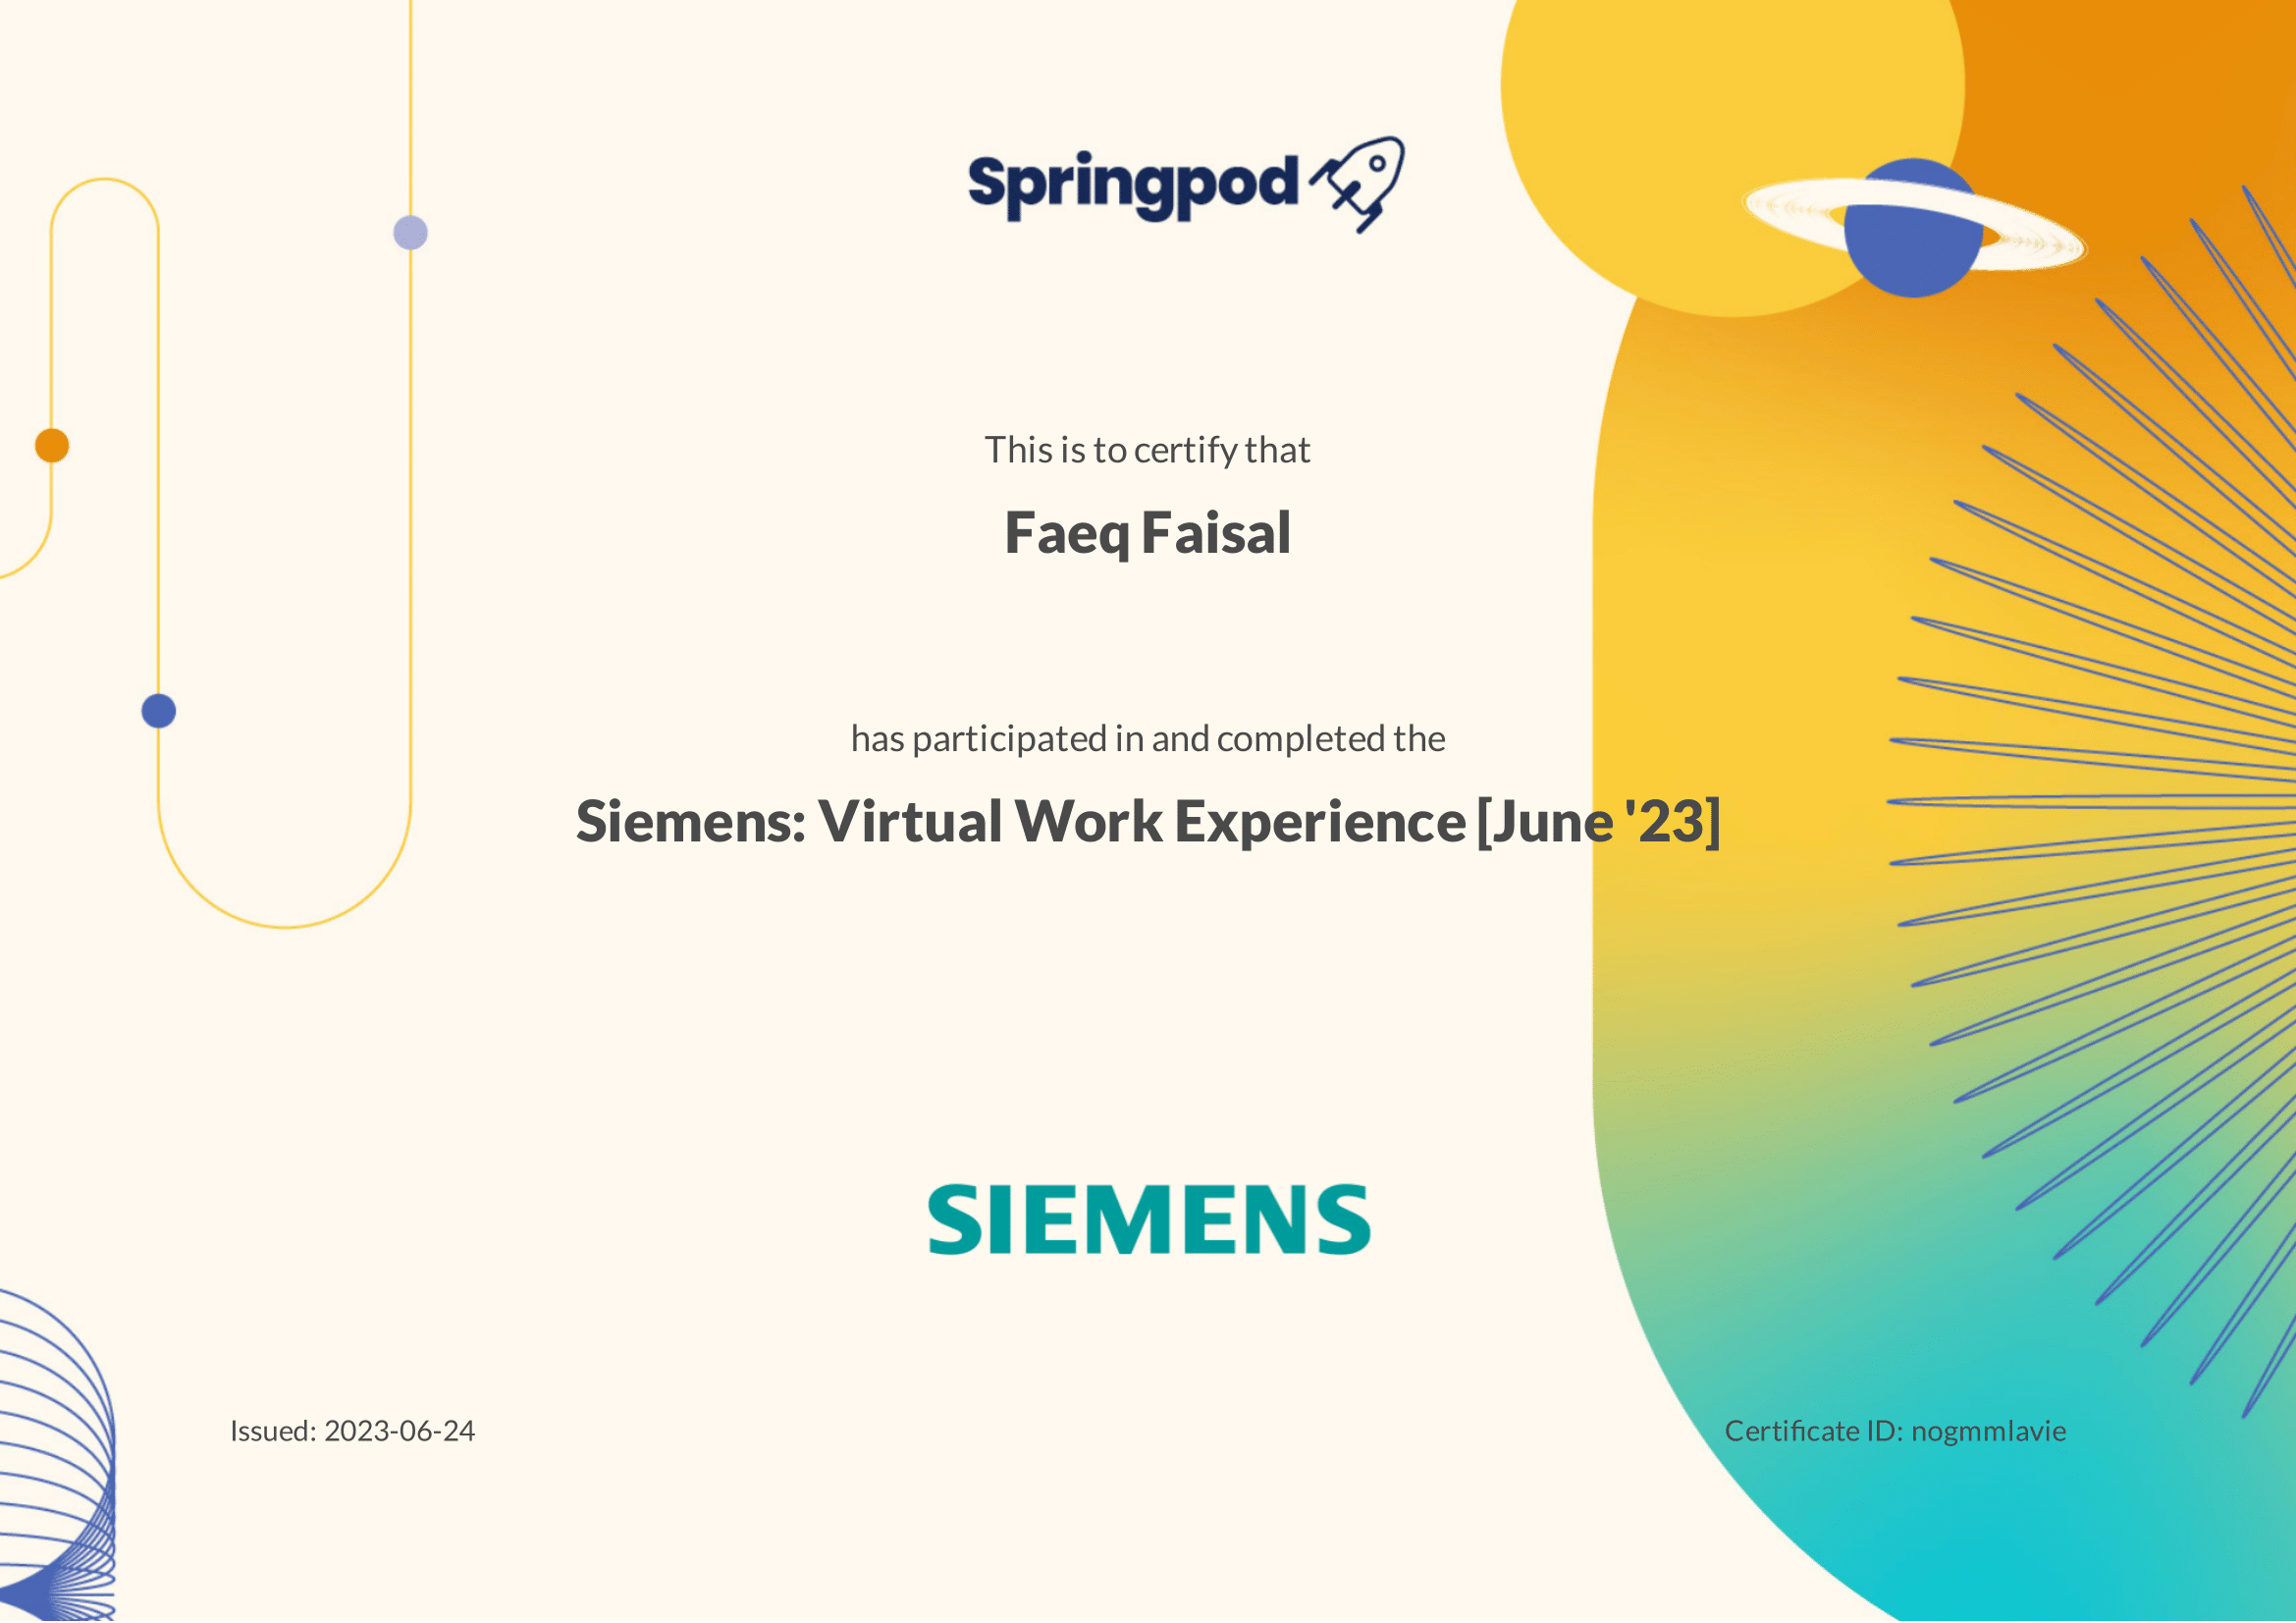 Springpod
This is to certify that
Faeq Faisal
has participated in and completed the
Siemens: Virtual Work Experience [June '23]
SIEMENS
Issued: 2023-06-24
Certificate ID: nogmmlavie